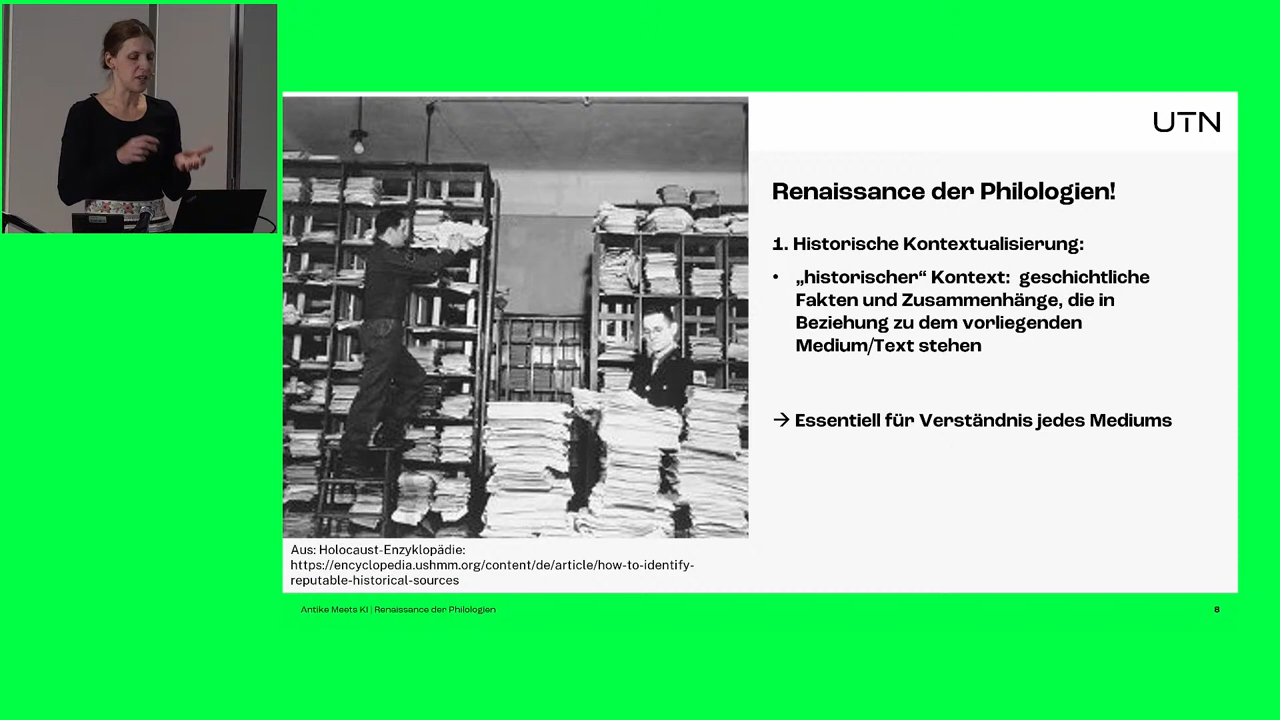 UTN
Renaissance der Philologien!
1. Historische Kontextualisierung:
• „historischer“ Kontext: geschichtliche
Fakten und Zusammenhänge, die in
Beziehung zu dem vorliegenden
Medium/Text stehen
→ Essentiell für Verständnis jedes Mediums
Aus: Holocaust-Enzyklopädie:
https://encyclopedia.ushmm.org/content/de/article/how-to-identify-
reputable-historical-sources
Antike Meets KI | Renaissance der Philologien
8